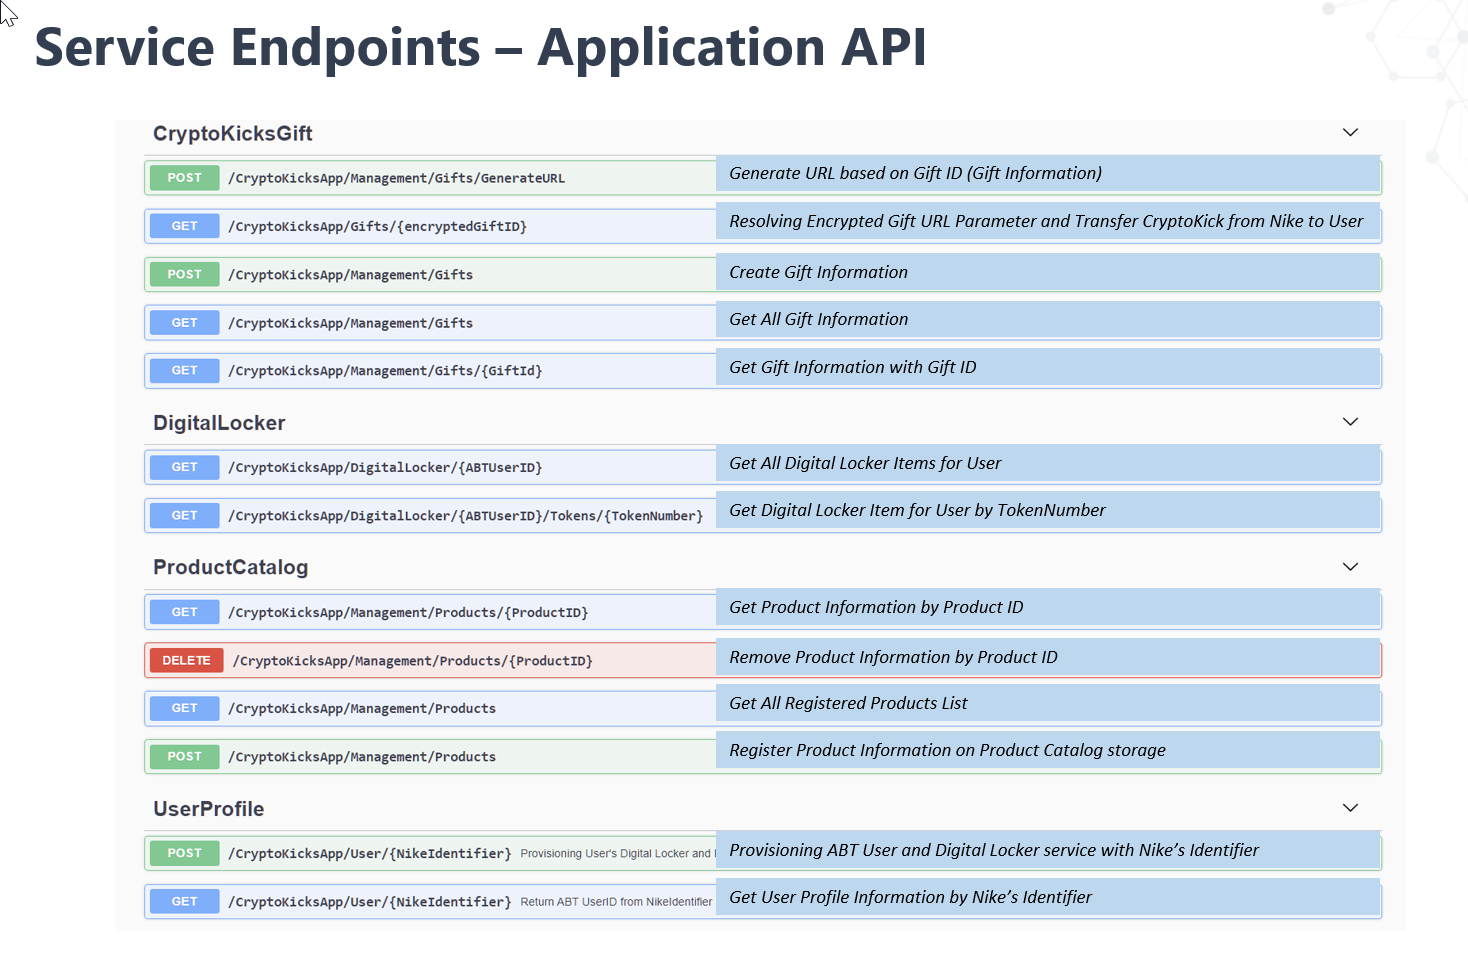 Service Endpoints – Application API
CryptoKicksGift
POST /CryptoKicksApp/Management/Gifts/GenerateURL Generate URL based on Gift ID (Gift Information)
GET /CryptoKicksApp/Gifts/{encryptedGiftID} Resolving Encrypted Gift URL Parameter and Transfer CryptoKick from Nike to User
POST /CryptoKicksApp/Management/Gifts Create Gift Information
GET /CryptoKicksApp/Management/Gifts Get All Gift Information
GET /CryptoKicksApp/Management/Gifts/{GiftId} Get Gift Information with Gift ID
DigitalLocker
GET /CryptoKicksApp/DigitalLocker/{ABTUserID} Get All Digital Locker Items for User
GET /CryptoKicksApp/DigitalLocker/{ABTUserID}/Tokens/{TokenNumber} Get Digital Locker Item for User by TokenNumber
ProductCatalog
GET /CryptoKicksApp/Management/Products/{ProductID} Get Product Information by Product ID
DELETE /CryptoKicksApp/Management/Products/{ProductID} Remove Product Information by Product ID
GET /CryptoKicksApp/Management/Products Get All Registered Products List
POST /CryptoKicksApp/Management/Products Register Product Information on Product Catalog storage
UserProfile
POST /CryptoKicksApp/User/{NikeIdentifier} Provisioning User's Digital Locker and Provisioning ABT User and Digital Locker service with Nike’s Identifier
GET /CryptoKicksApp/User/{NikeIdentifier} Return ABT UserID from NikeIdentifier Get User Profile Information by Nike’s Identifier